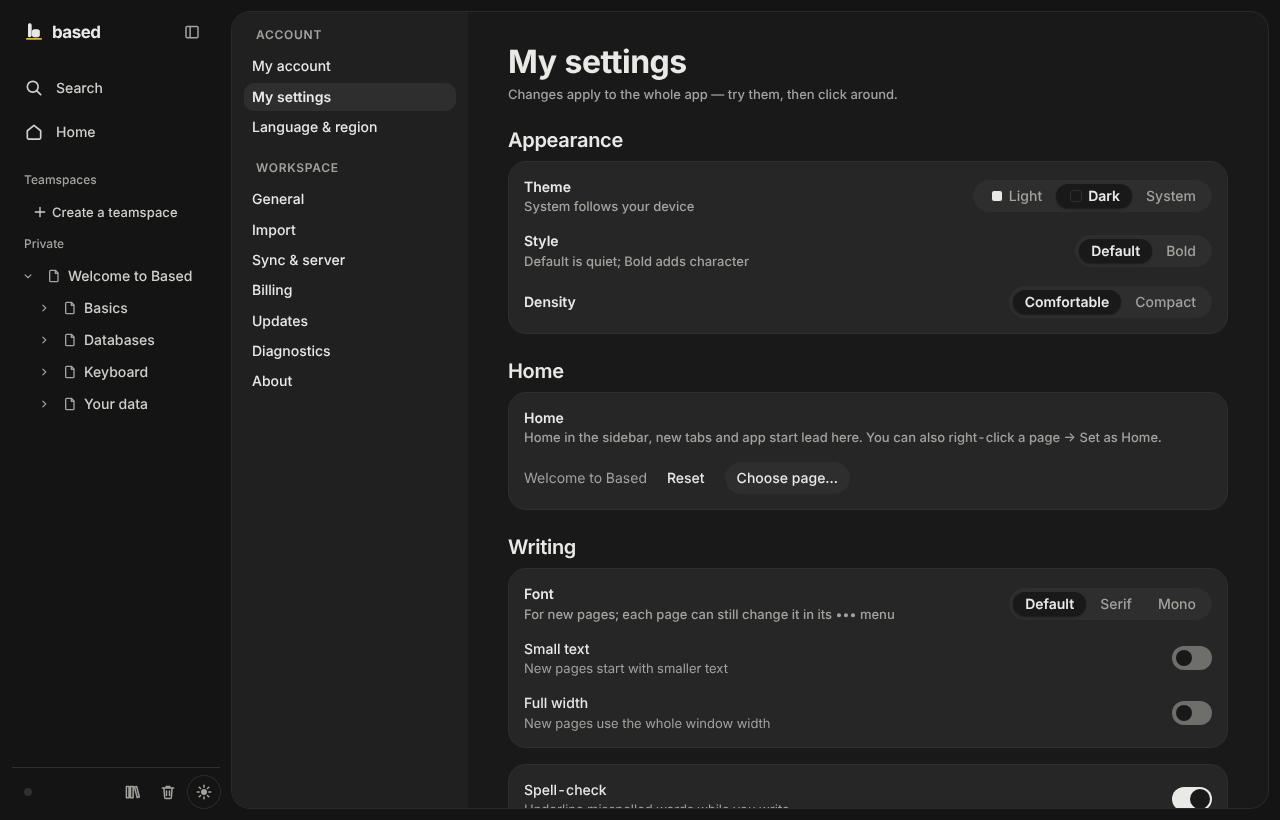 based
Search
Home
Teamspaces
Create a teamspace
Private
Welcome to Based
Basics
Databases
Keyboard
Your data
ACCOUNT
My account
My settings
Language & region
WORKSPACE
General
Import
Sync & server
Billing
Updates
Diagnostics
About
My settings
Changes apply to the whole app — try them, then click around.
Appearance
Theme
System follows your device
Light Dark System
Style
Default is quiet; Bold adds character
Default Bold
Density
Comfortable Compact
Home
Home
Home in the sidebar, new tabs and app start lead here. You can also right-click a page → Set as Home.
Welcome to Based Reset Choose page...
Writing
Font
For new pages; each page can still change it in its ••• menu
Default Serif Mono
Small text
New pages start with smaller text
Full width
New pages use the whole window width
Spell-check
Underline misspelled words while you write